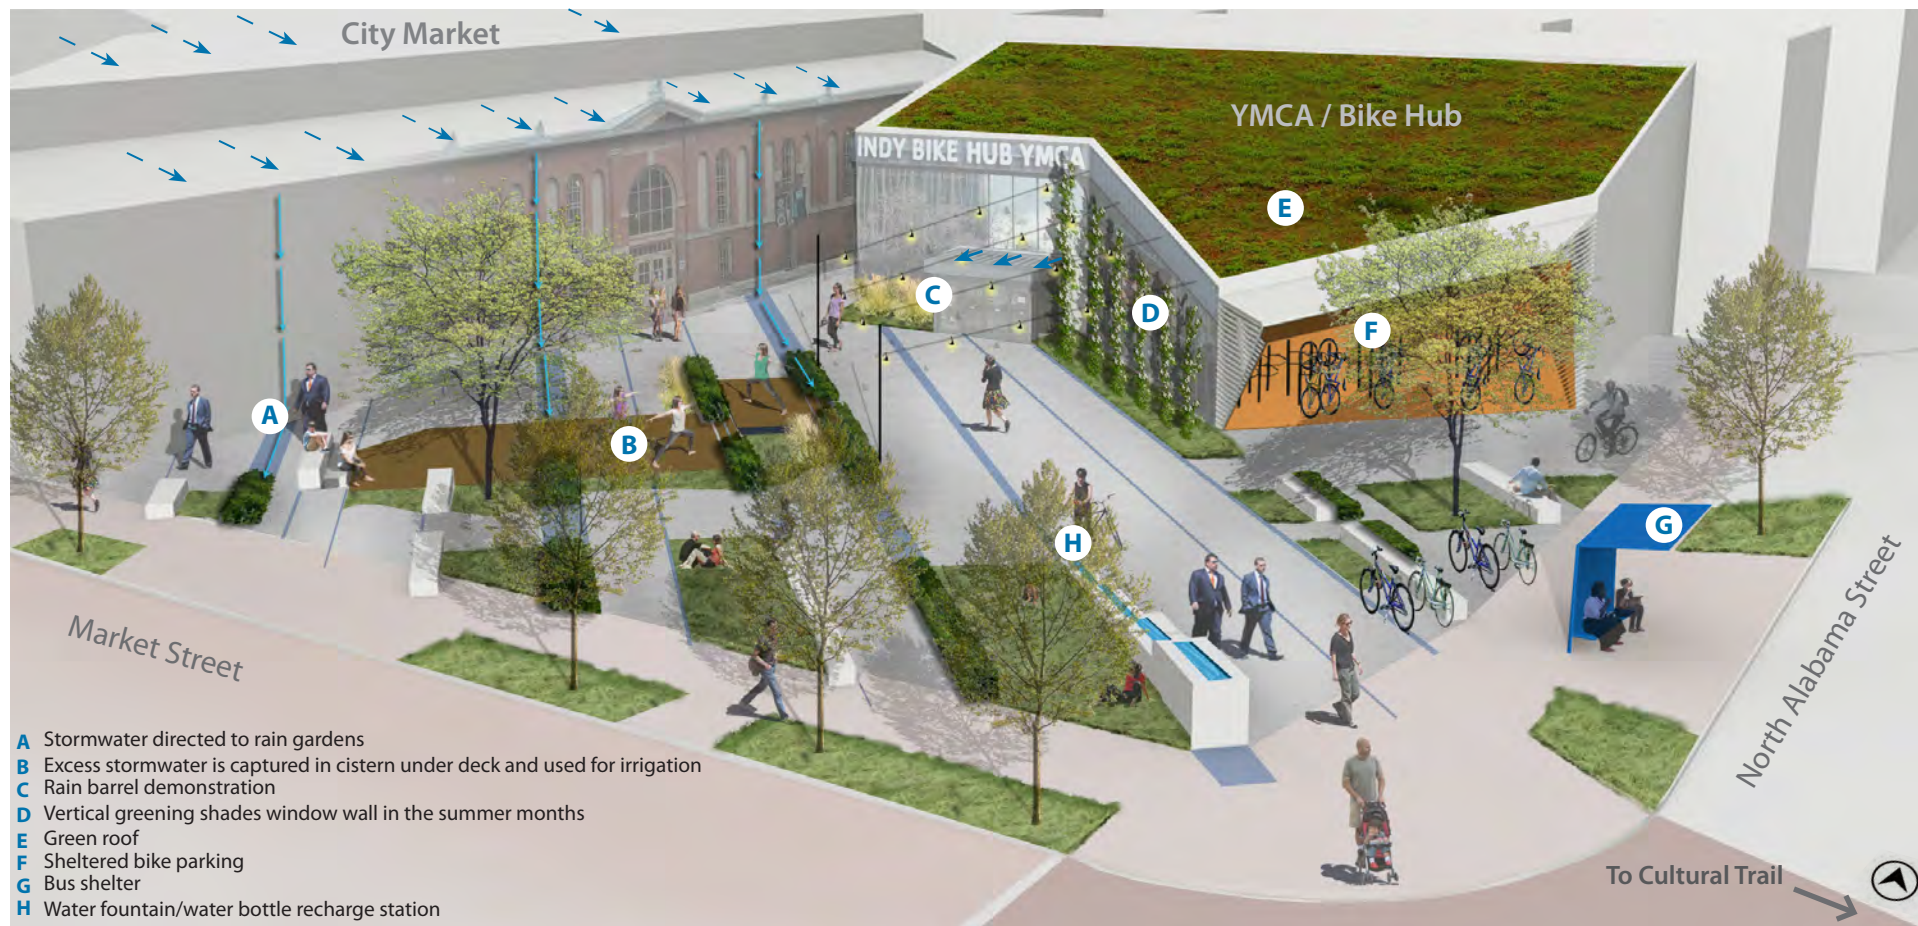 City Market
YMCA / Bike Hub
INDY BIKE HUB YMCA
E
C
D
F
A
B
G
H
Market Street
North Alabama Street
A Stormwater directed to rain gardens
B Excess stormwater is captured in cistern under deck and used for irrigation
C Rain barrel demonstration
D Vertical greening shades window wall in the summer months
E Green roof
F Sheltered bike parking
G Bus shelter
H Water fountain/water bottle recharge station
To Cultural Trail